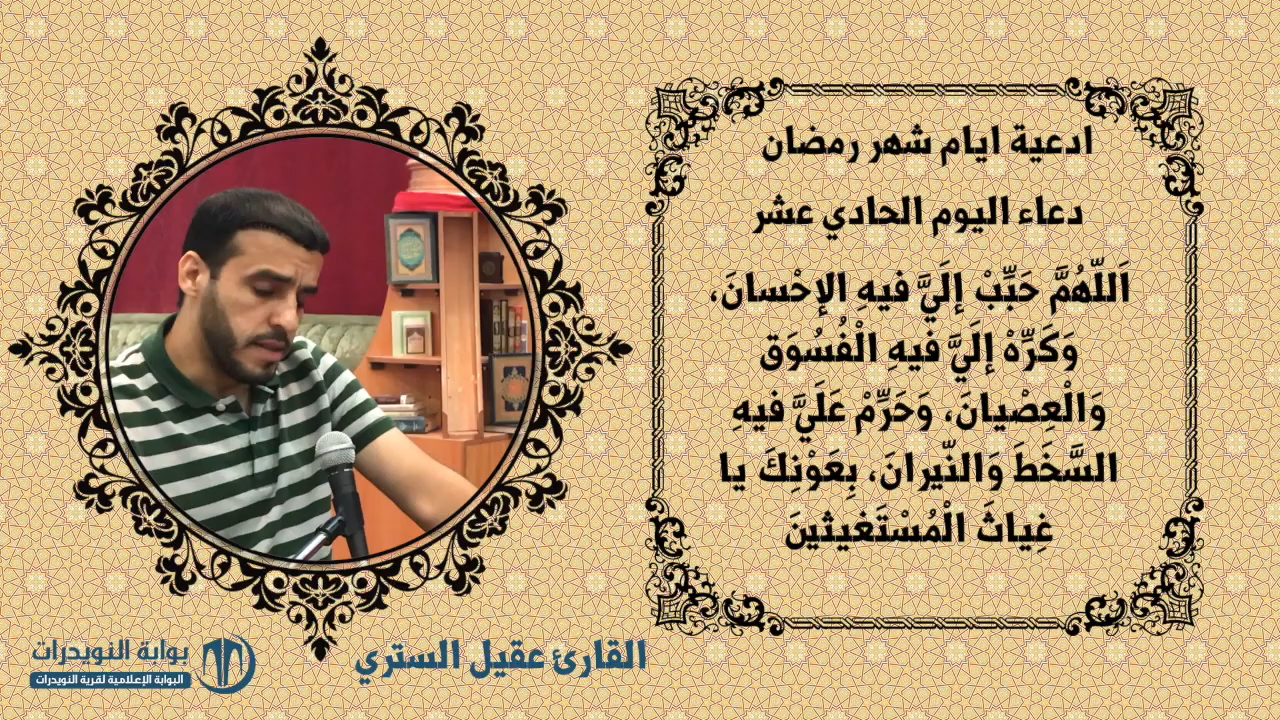 ادعية ايام شهر رمضان
دعاء اليوم الحادي عشر
اَللّهُمَّ حَبِّبْ إلَيَّ فيهِ الإحْسانَ،
وَكَرِّهْ إلَيَّ فيهِ الْفُسُوَق
وَالْعِصْيانَ، وَحَرِّمْ عَلَيَّ فيهِ
السَّخَطَ وَالنّيرانَ، بِعَوْنِكَ يا
غِياثَ الْمُسْتَغيثينَ
القارئ عقيل الستري
بوابة النويدرات
البوابة الإعلامية لقرية النويدرات